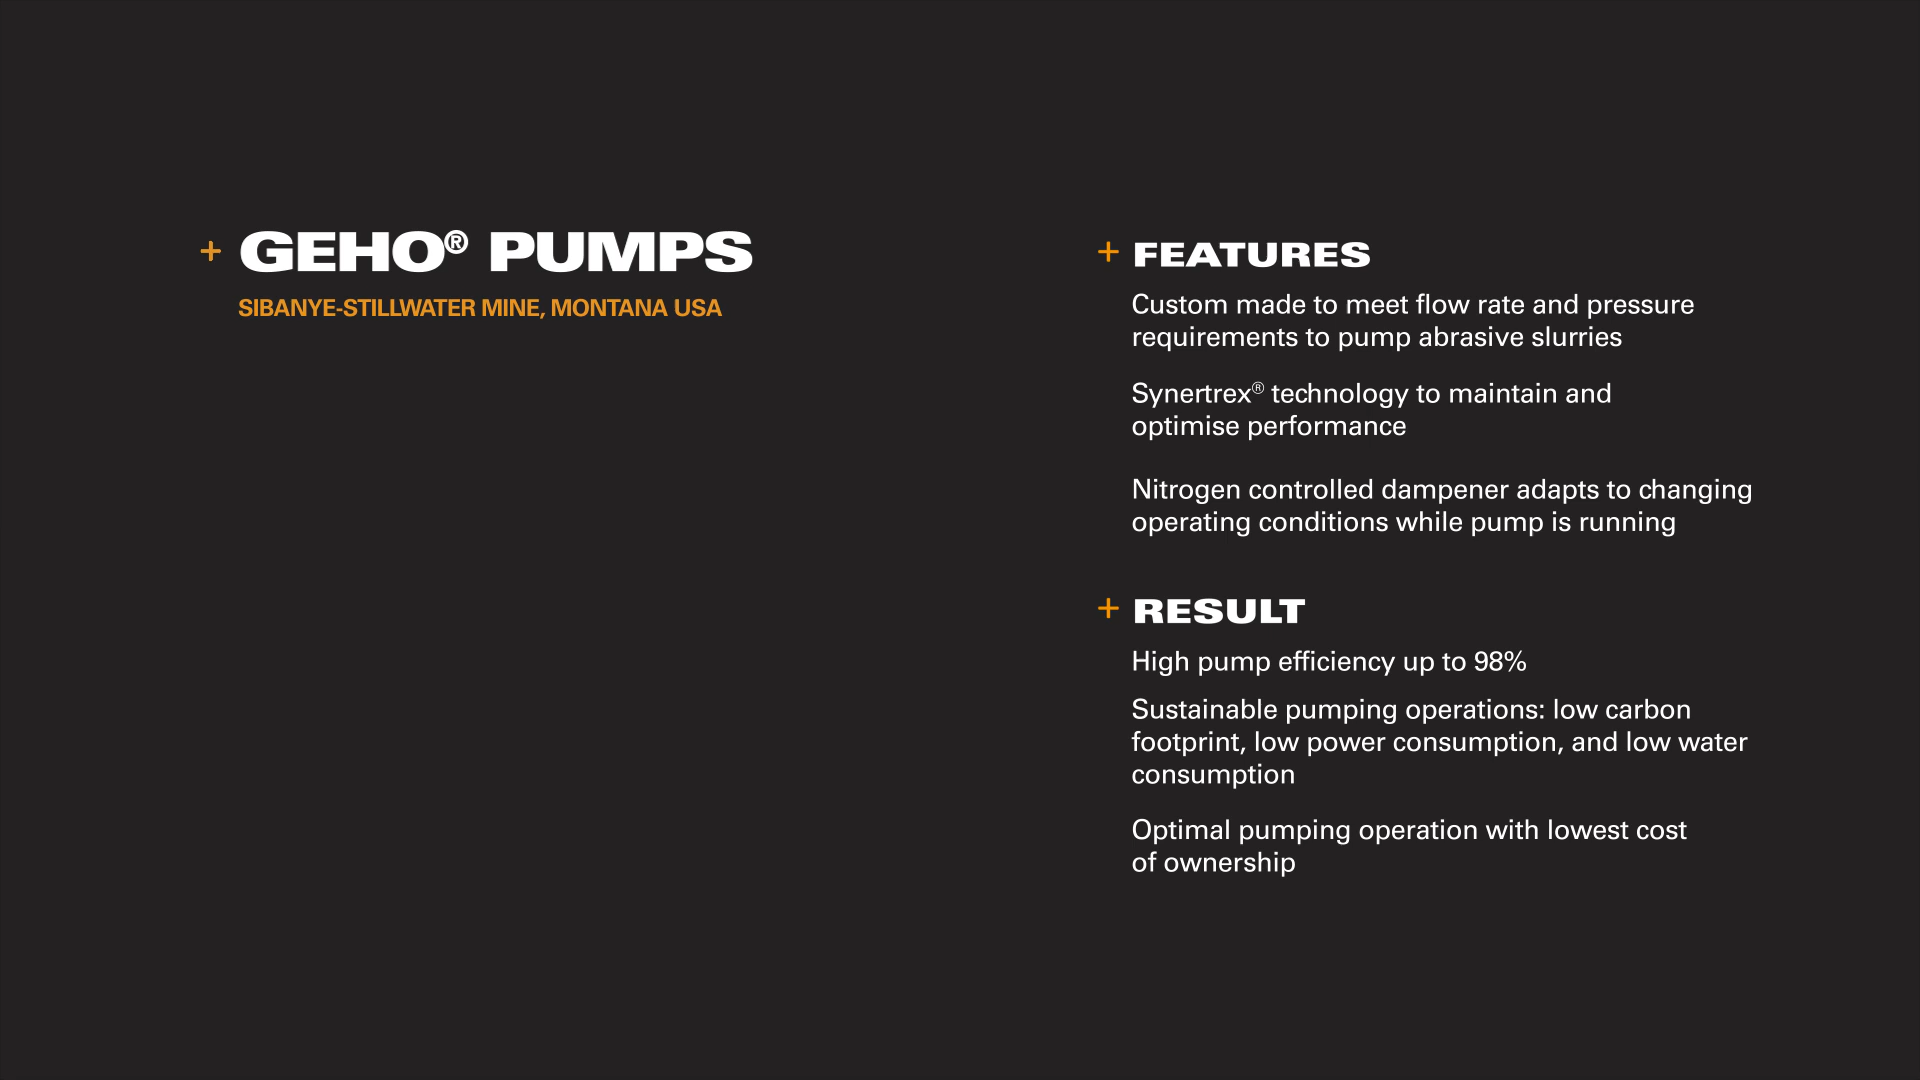 + GEHO® PUMPS
SIBANYE-STILLWATER MINE, MONTANA USA
+ FEATURES
Custom made to meet flow rate and pressure
requirements to pump abrasive slurries
Synertrex® technology to maintain and
optimise performance
Nitrogen controlled dampener adapts to changing
operating conditions while pump is running
+ RESULT
High pump efficiency up to 98%
Sustainable pumping operations: low carbon
footprint, low power consumption, and low water
consumption
Optimal pumping operation with lowest cost
of ownership